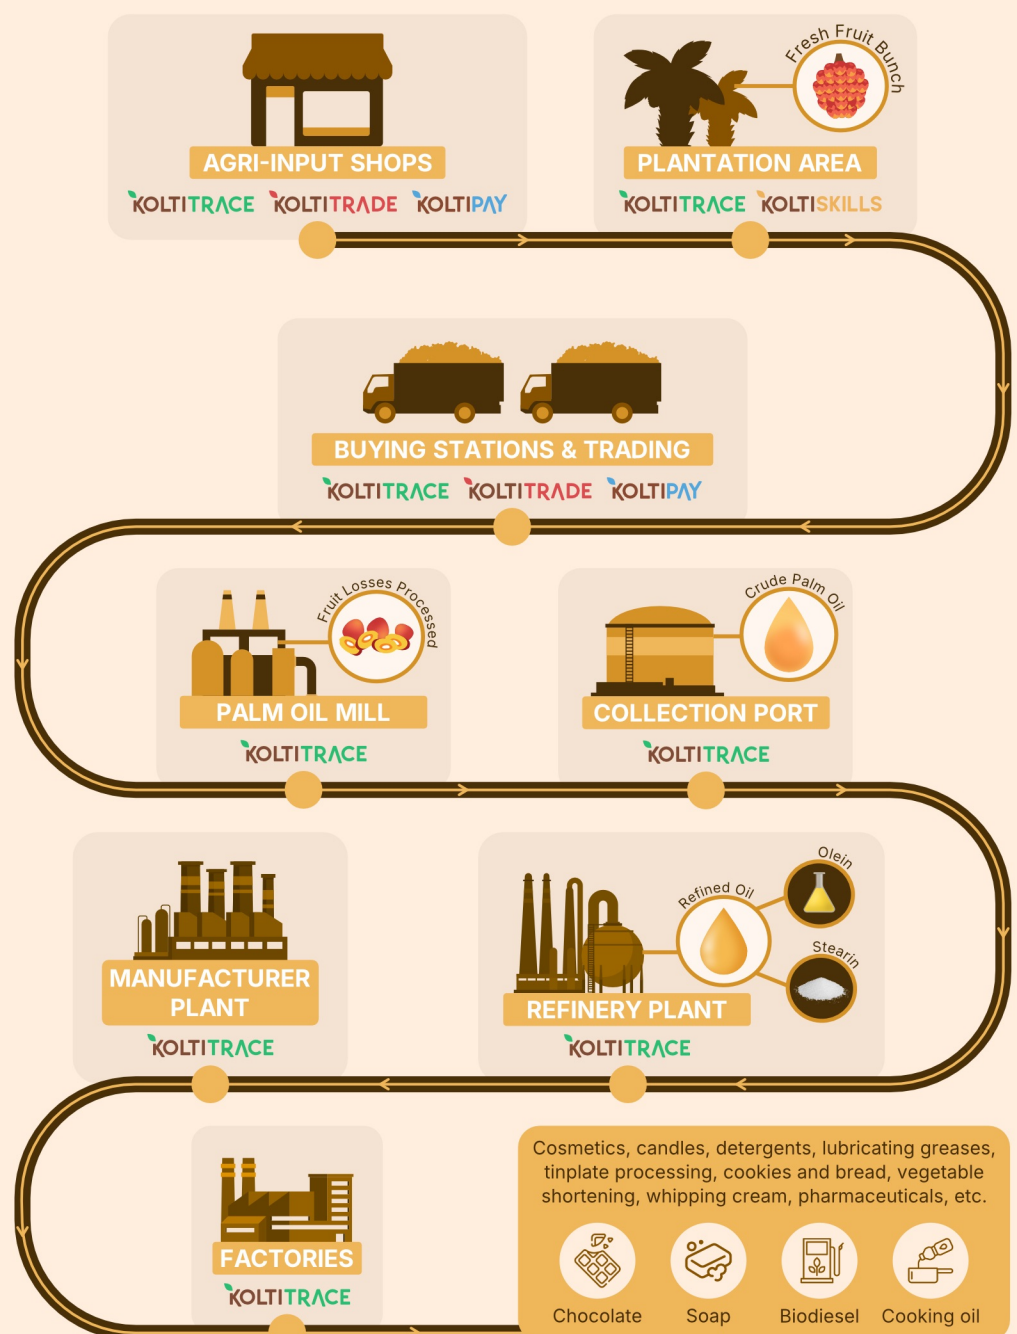 AGRI-INPUT SHOPS
KOLTITRACE KOLTITRADE KOLTIPAY
Fresh Fruit Bunch
PLANTATION AREA
KOLTITRACE KOLTISKILLS
BUYING STATIONS & TRADING
KOLTITRACE KOLTITRADE KOLTIPAY
Fruit Losses Processed
PALM OIL MILL
KOLTITRACE
Crude Palm Oil
COLLECTION PORT
KOLTITRACE
MANUFACTURER
PLANT
KOLTITRACE
Refined Oil
Olein
Stearin
REFINERY PLANT
KOLTITRACE
FACTORIES
KOLTITRACE
Cosmetics, candles, detergents, lubricating greases,
tinplate processing, cookies and bread, vegetable
shortening, whipping cream, pharmaceuticals, etc.
Chocolate Soap Biodiesel Cooking oil